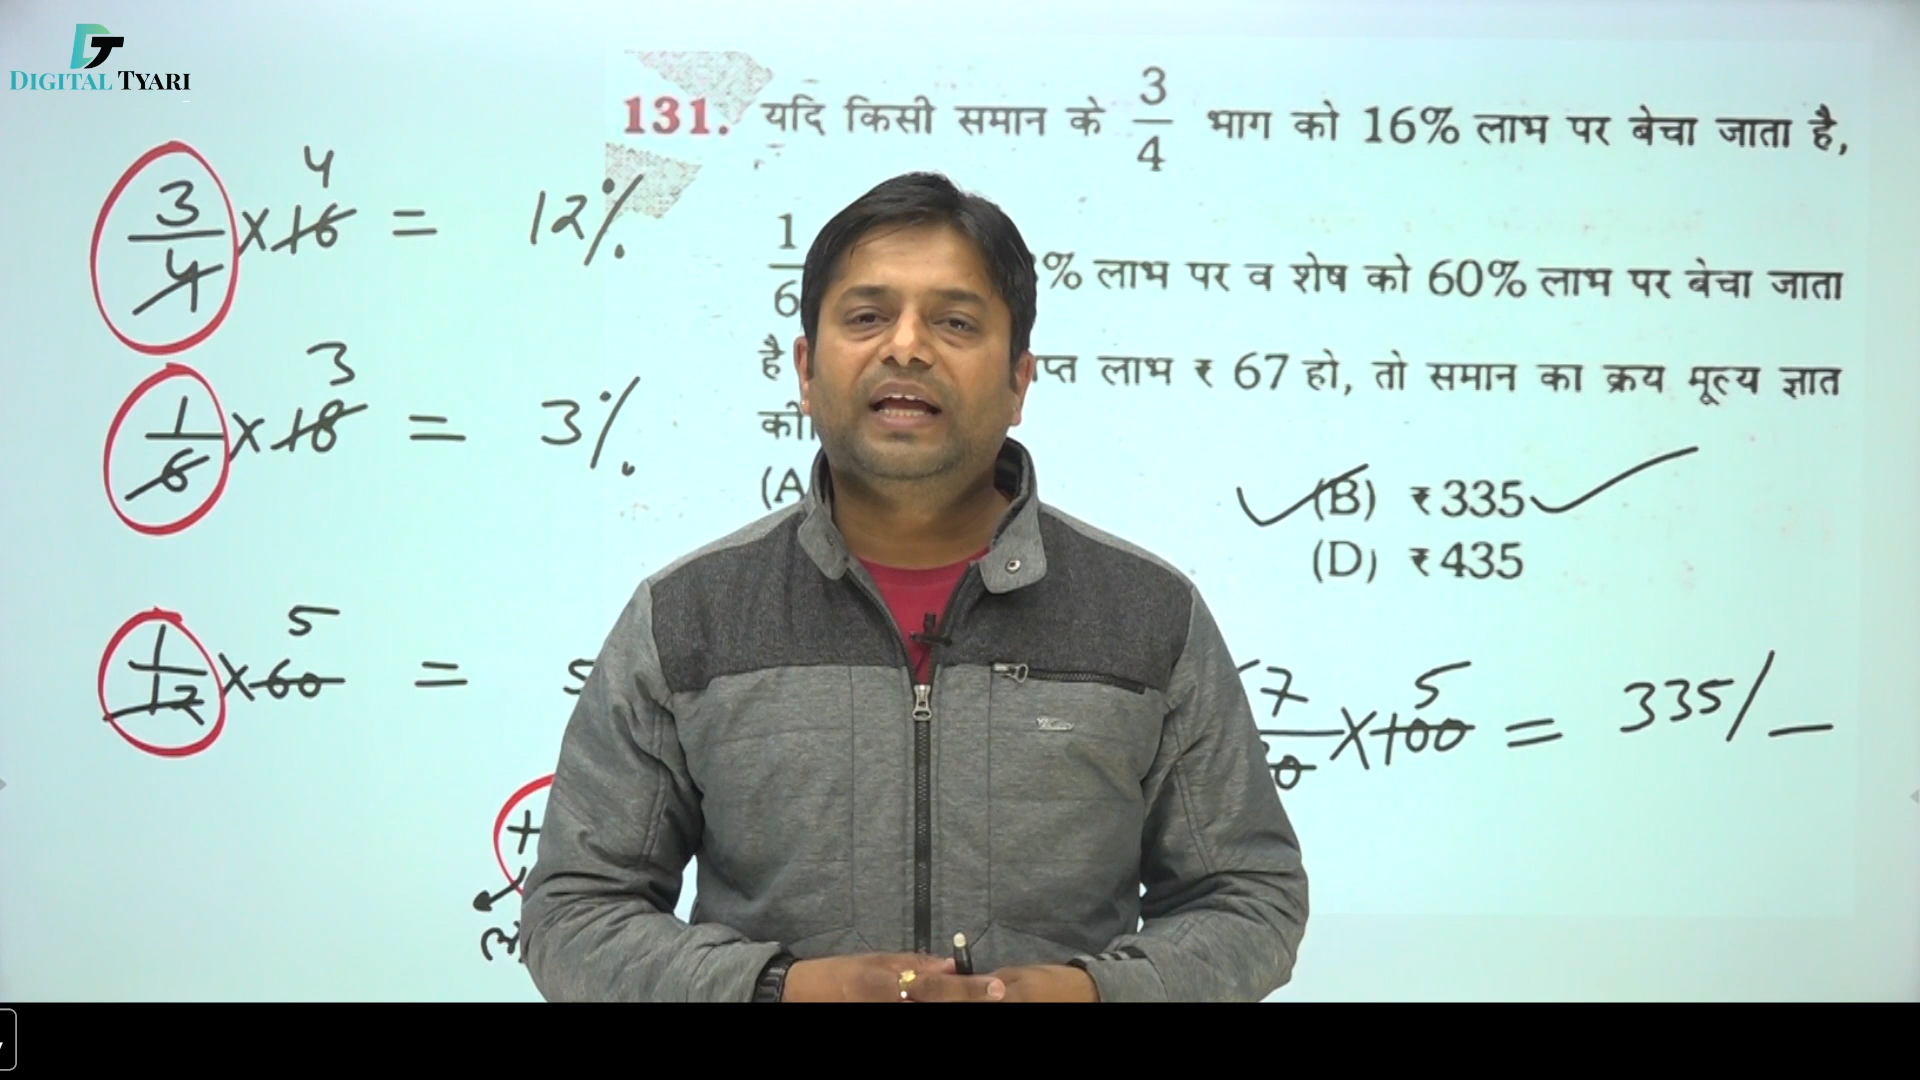 DIGITAL TYARI
131. यदि किसी समान के 3/4 भाग को 16% लाभ पर बेचा जाता है,
1/6 % लाभ पर व शेष को 60% लाभ पर बेचा जाता
है लाभ ₹ 67 हो, तो समान का क्रय मूल्य ज्ञात
(A
(B) ₹335
(D) ₹435
3/4 × 16 4 = 12%
1/6 × 18 3 = 3%
1/12 × 60 5 = 5
7 × 100 5 = 335/_
+